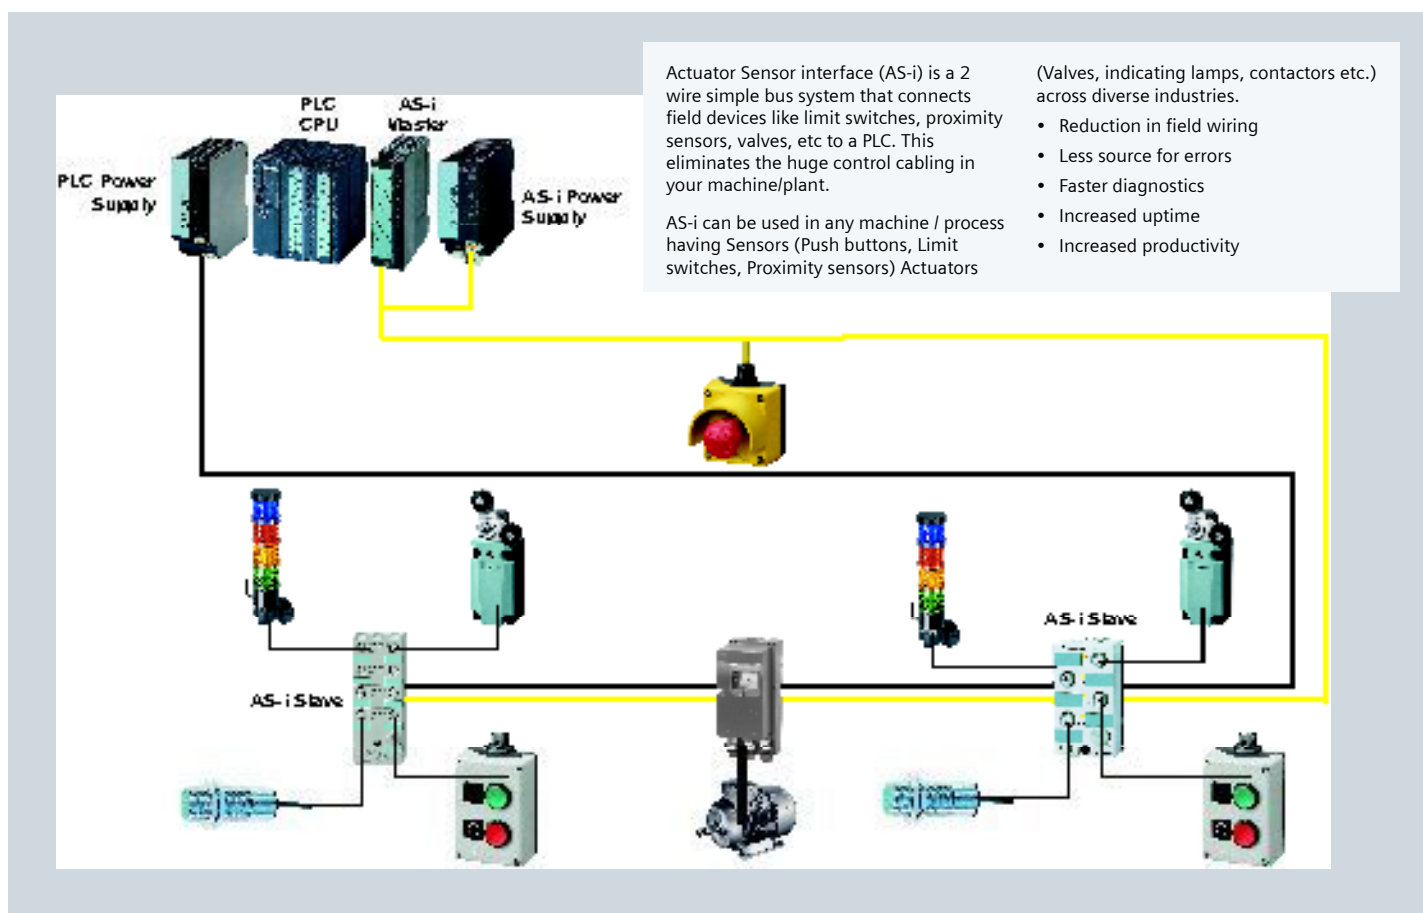 Actuator Sensor interface (AS-i) is a 2
wire simple bus system that connects
field devices like limit switches, proximity
sensors, valves, etc to a PLC. This
eliminates the huge control cabling in
your machine/plant.
AS-i can be used in any machine / process
having Sensors (Push buttons, Limit
switches, Proximity sensors) Actuators
(Valves, indicating lamps, contactors etc.)
across diverse industries.
• Reduction in field wiring
• Less source for errors
• Faster diagnostics
• Increased uptime
• Increased productivity
PLC
CPU
AS-i
Master
PLC Power
Supply
AS-i Power
Supply
AS-i Slave
AS-i Slave